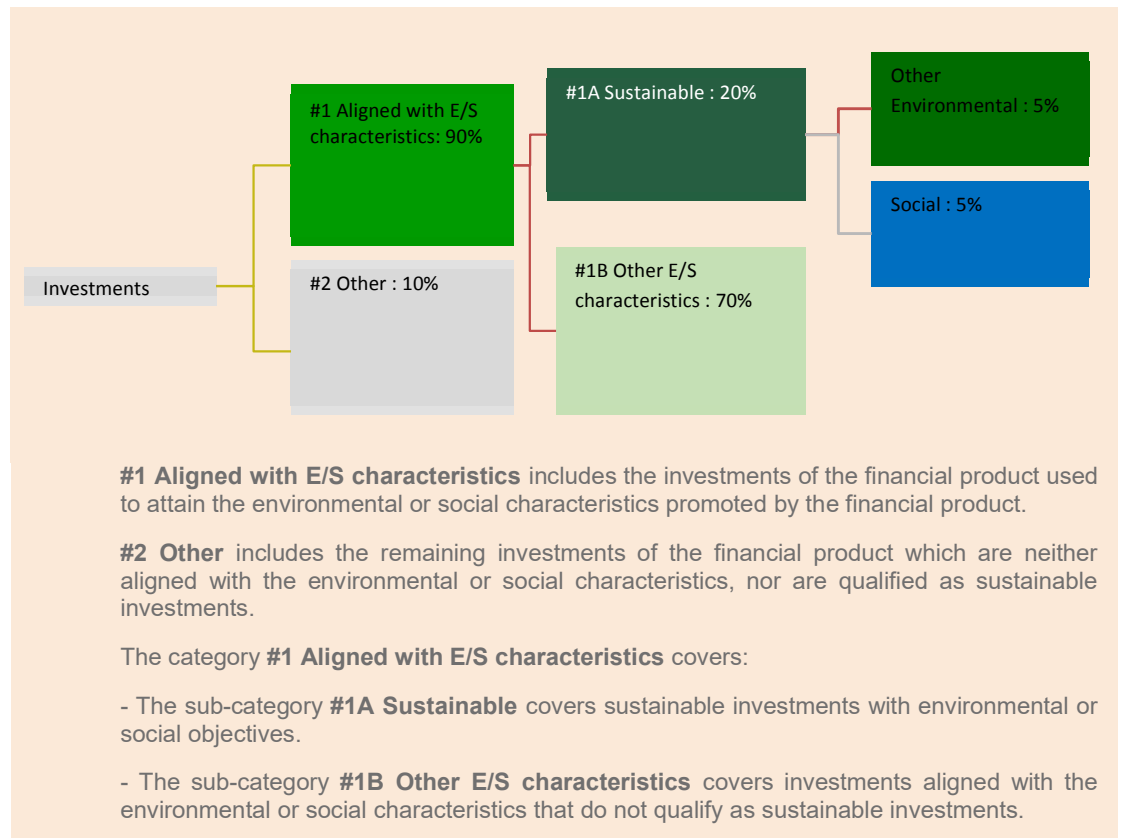 Investments
#1 Aligned with E/S
characteristics: 90%
#2 Other : 10%
#1A Sustainable : 20%
#1B Other E/S
characteristics : 70%
Other
Environmental : 5%
Social : 5%
#1 Aligned with E/S characteristics includes the investments of the financial product used
to attain the environmental or social characteristics promoted by the financial product.
#2 Other includes the remaining investments of the financial product which are neither
aligned with the environmental or social characteristics, nor are qualified as sustainable
investments.
The category #1 Aligned with E/S characteristics covers:
- The sub-category #1A Sustainable covers sustainable investments with environmental or
social objectives.
- The sub-category #1B Other E/S characteristics covers investments aligned with the
environmental or social characteristics that do not qualify as sustainable investments.